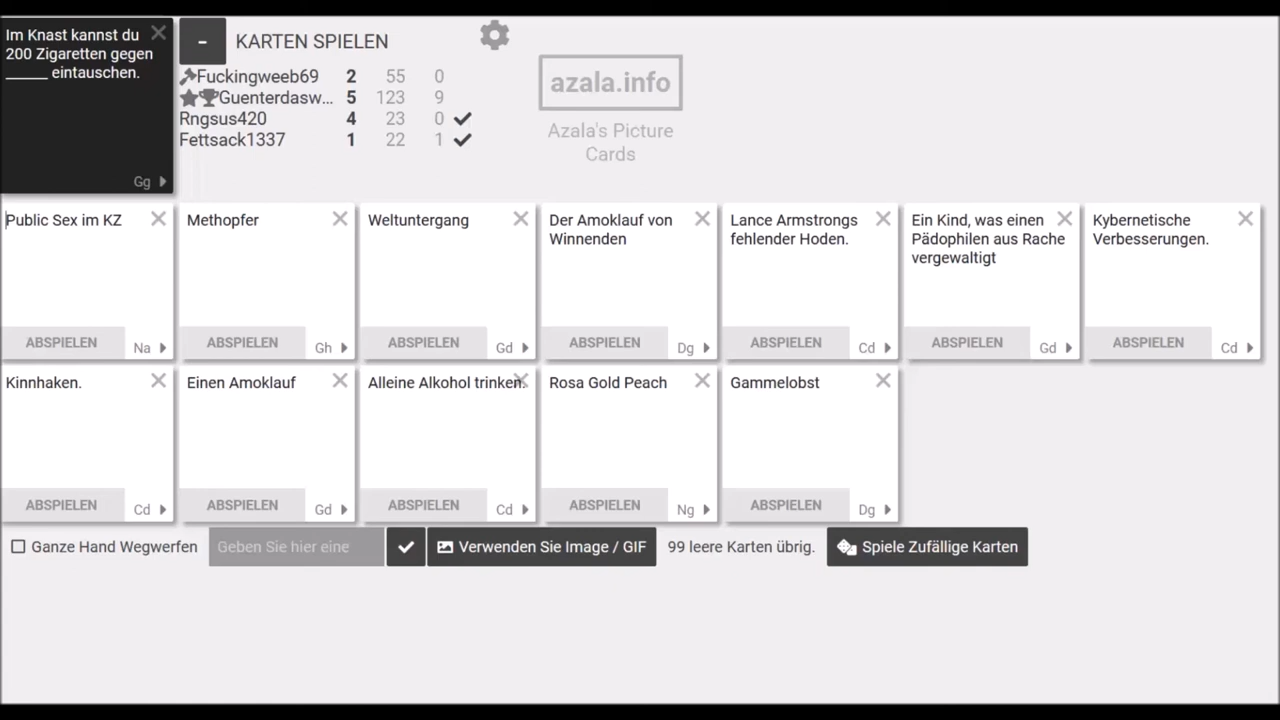 Im Knast kannst du
200 Zigaretten gegen
_____ eintauschen.
Gg
-
KARTEN SPIELEN
Fuckingweeb69 2 55 0
Guenterdasw... 5 123 9
Rngsus420 4 23 0
Fettsack1337 1 22 1
azala.info
Azala's Picture
Cards
Public Sex im KZ
ABSPIELEN
Na
Methopfer
ABSPIELEN
Gh
Weltuntergang
ABSPIELEN
Gd
Der Amoklauf von
Winnenden
ABSPIELEN
Dg
Lance Armstrongs
fehlender Hoden.
ABSPIELEN
Cd
Ein Kind, was einen
Pädophilen aus Rache
vergewaltigt
ABSPIELEN
Gd
Kybernetische
Verbesserungen.
ABSPIELEN
Cd
Kinnhaken.
ABSPIELEN
Cd
Einen Amoklauf
ABSPIELEN
Gd
Alleine Alkohol trinken.
ABSPIELEN
Cd
Rosa Gold Peach
ABSPIELEN
Ng
Gammelobst
ABSPIELEN
Dg
Ganze Hand Wegwerfen
Geben Sie hier eine
Verwenden Sie Image / GIF
99 leere Karten übrig.
Spiele Zufällige Karten